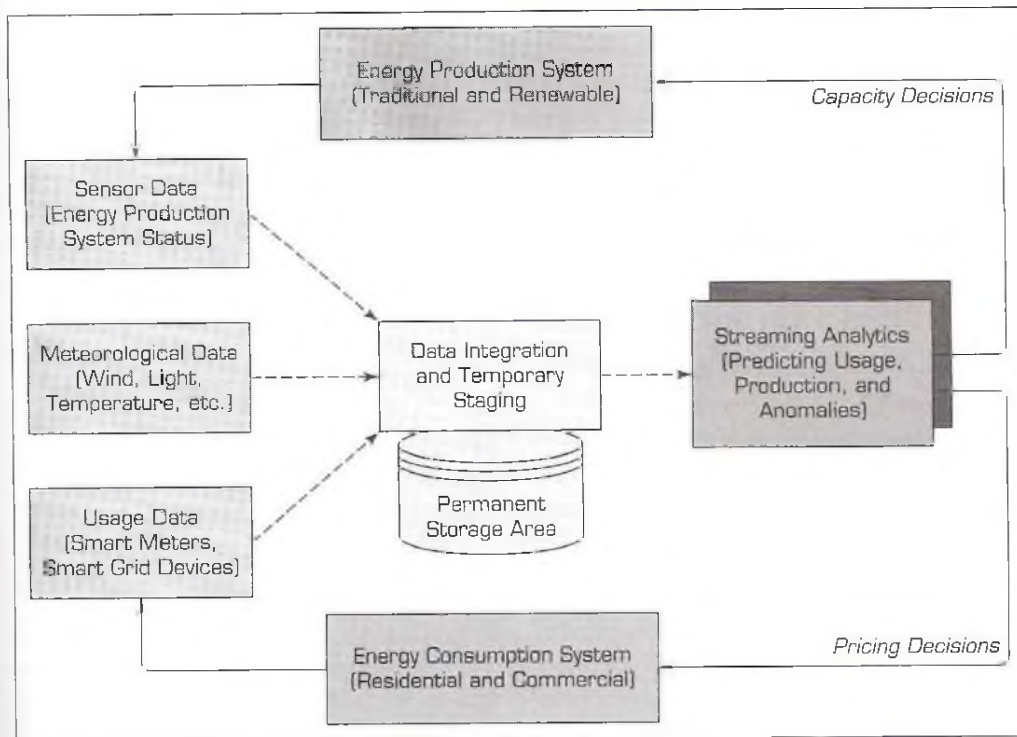 Energy Production System
(Traditional and Renewable)
Capacity Decisions
Sensor Data
(Energy Production
System Status)
Meteorological Data
(Wind, Light,
Temperature, etc.)
Data Integration
and Temporary
Staging
Streaming Analytics
(Predicting Usage,
Production, and
Anomalies)
Permanent
Storage Area
Usage Data
(Smart Meters,
Smart Grid Devices)
Energy Consumption System
(Residential and Commercial)
Pricing Decisions